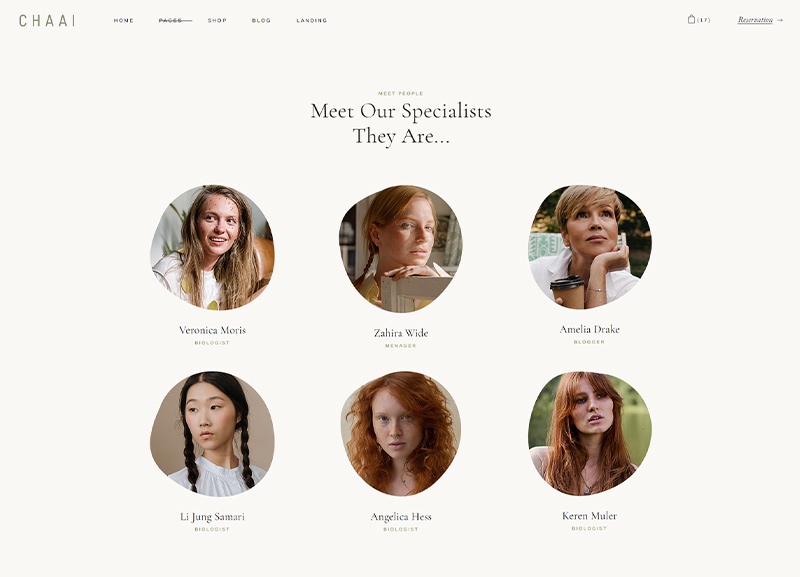 CHAAI
HOME
PAGES
SHOP
BLOG
LANDING
(17)
Reservation →
MEET PEOPLE
Meet Our Specialists
They Are...
Veronica Moris
BIOLOGIST
Zahira Wide
MENAGER
Amelia Drake
BLOGGER
Li Jung Samari
BIOLOGIST
Angelica Hess
BIOLOGIST
Keren Muler
BIOLOGIST